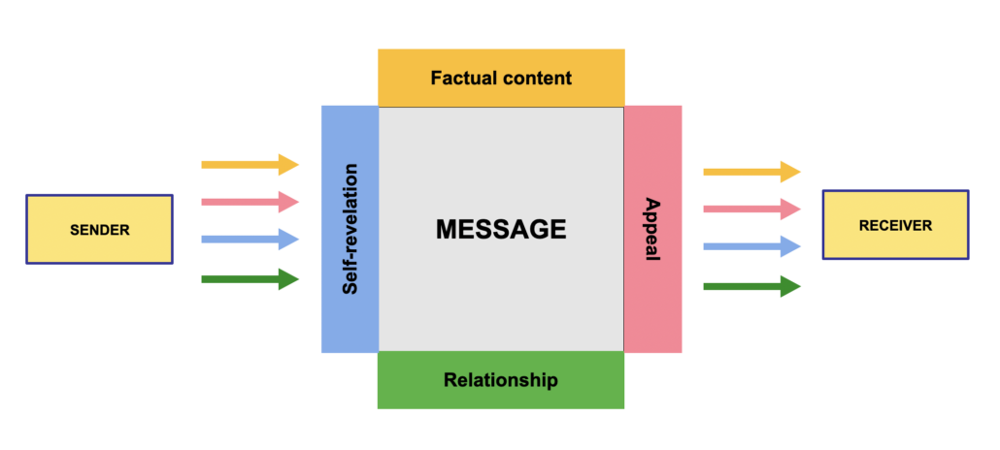 Factual content
SENDER
Self-revelation
MESSAGE
Appeal
RECEIVER
Relationship